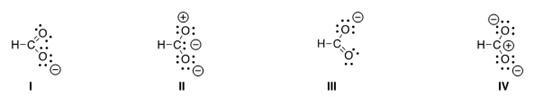 H–C O O ⊖ I
⊕ O H–C ⊖ O ⊖ II
⊖ O H–C O III
⊖ O H–C ⊕ O ⊖ IV